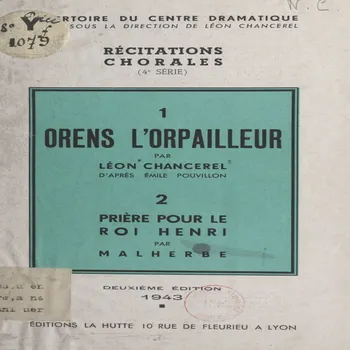 N.C.
RTOIRE DU CENTRE DRAMATIQUE
SOUS LA DIRECTION DE LÉON CHANCEREL
8º
1079
RÉCITATIONS
CHORALES
(4e SÉRIE)
1
ORENS L'ORPAILLEUR
PAR
LÉON CHANCEREL
D'APRÈS ÉMILE POUVILLON
2
PRIÈRE POUR LE
ROI HENRI
PAR
MALHERBE
DEUXIÈME ÉDITION
1943
ÉDITIONS LA HUTTE 10 RUE DE FLEURIEU A LYON